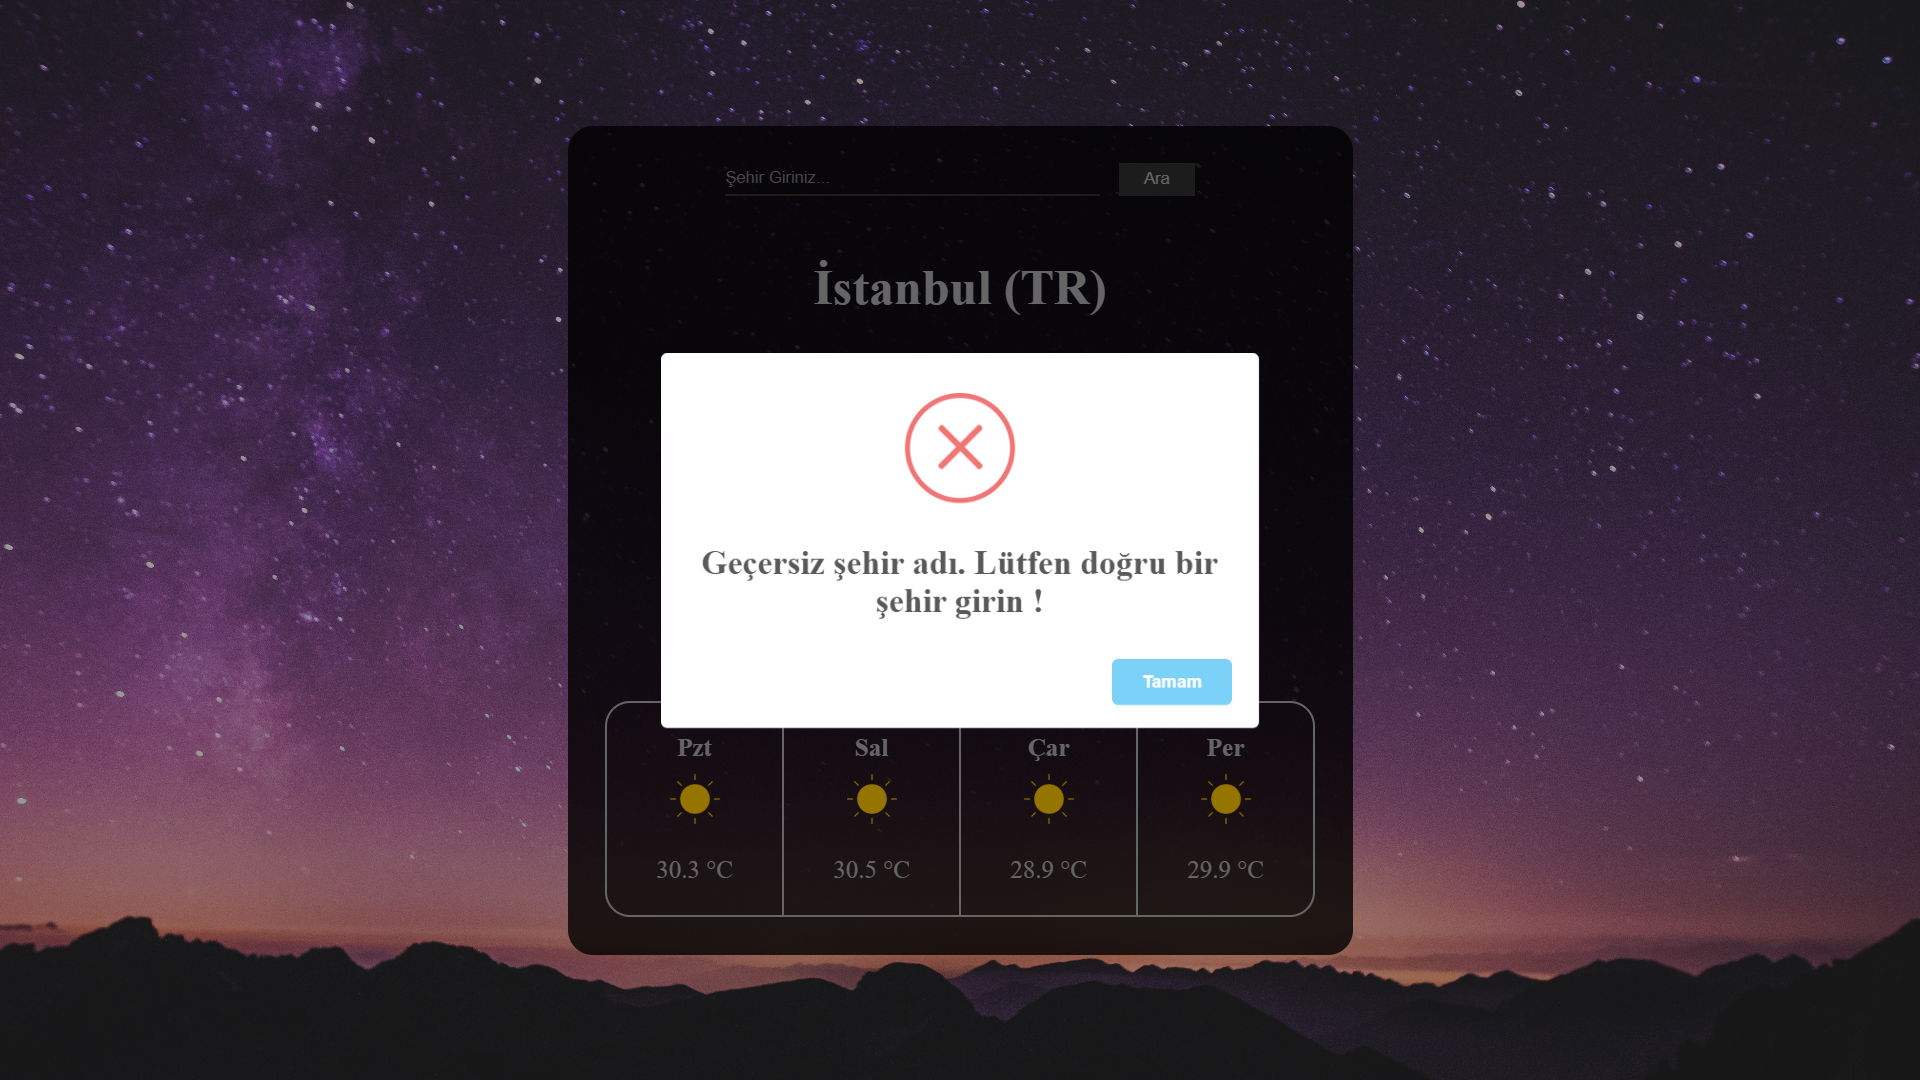 Şehir Giriniz...
Ara
İstanbul (TR)
Geçersiz şehir adı. Lütfen doğru bir
şehir girin !
Tamam
Pzt Sal Çar Per
30.3 °C 30.5 °C 28.9 °C 29.9 °C